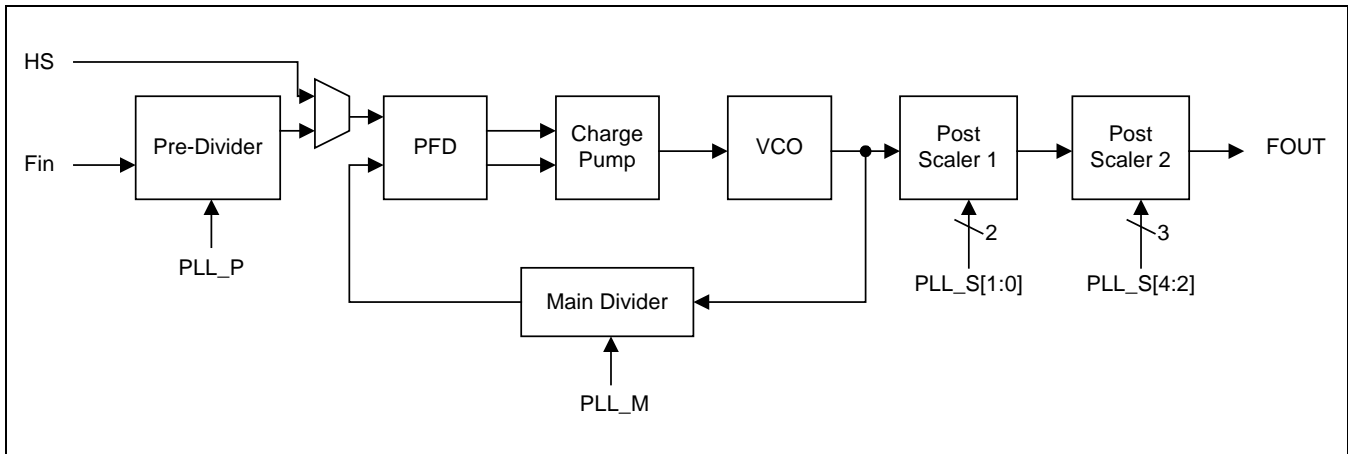 HS
Pre-Divider
Fin
PFD
Charge
Pump
VCO
Post
Scaler 1
Post
Scaler 2
FOUT
2
3
PLL_P
PLL_S[1:0]
PLL_S[4:2]
Main Divider
PLL_M